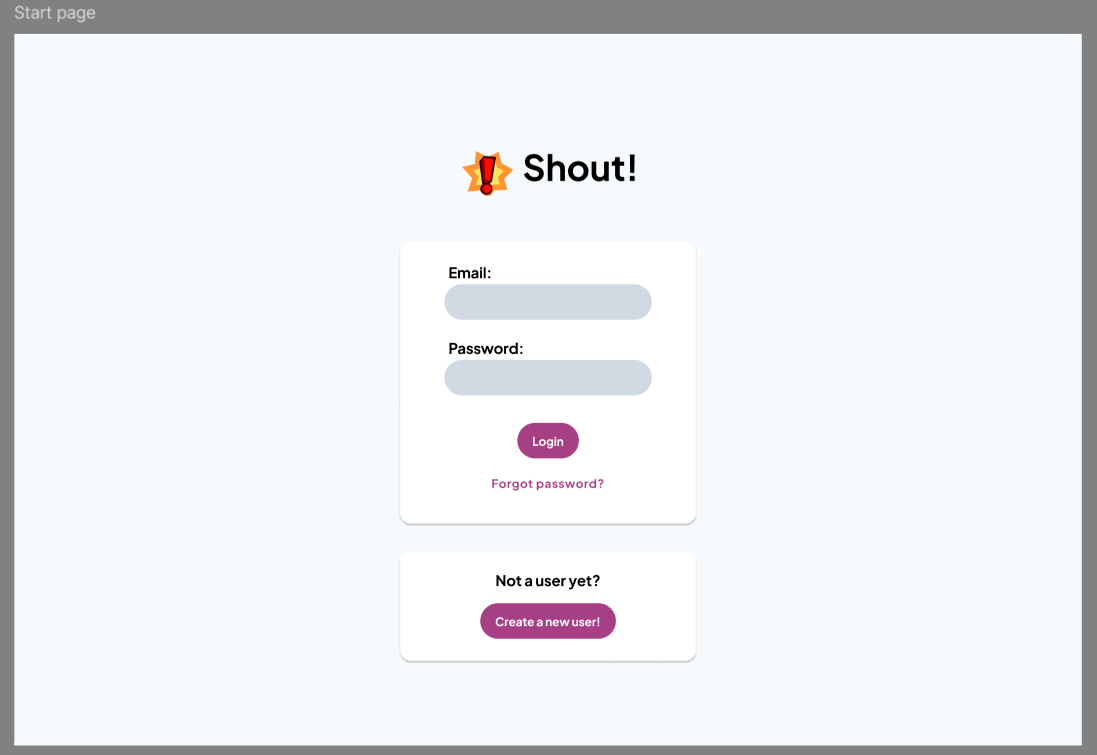 Start page
Shout!
Email:
Password:
Login
Forgot password?
Not a user yet?
Create a new user!